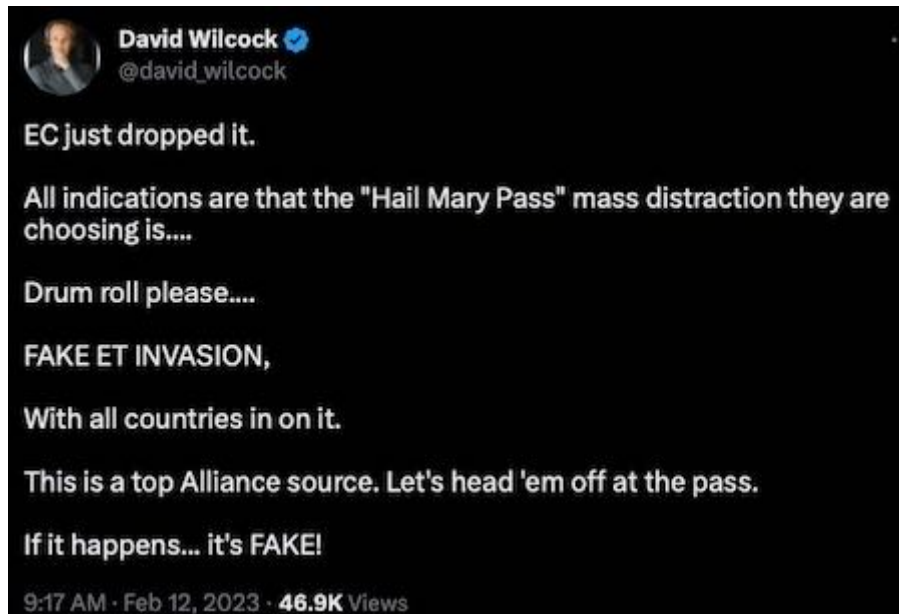 David Wilcock
@david_wilcock
EC just dropped it.
All indications are that the "Hail Mary Pass" mass distraction they are
choosing is....
Drum roll please....
FAKE ET INVASION,
With all countries in on it.
This is a top Alliance source. Let's head 'em off at the pass.
If it happens... it's FAKE!
9:17 AM · Feb 12, 2023 · 46.9K Views